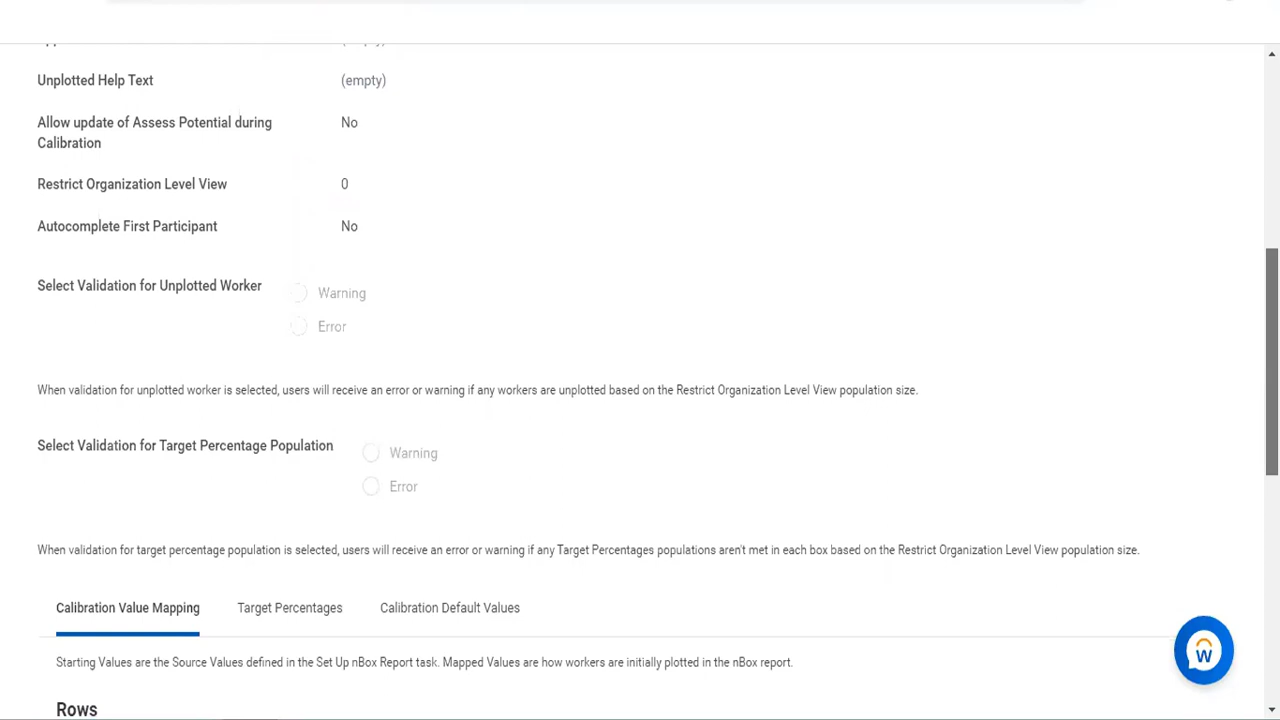 Unplotted Help Text (empty)
Allow update of Assess Potential during No
Calibration
Restrict Organization Level View 0
Autocomplete First Participant No
Select Validation for Unplotted Worker
Warning
Error
When validation for unplotted worker is selected, users will receive an error or warning if any workers are unplotted based on the Restrict Organization Level View population size.
Select Validation for Target Percentage Population
Warning
Error
When validation for target percentage population is selected, users will receive an error or warning if any Target Percentages populations aren't met in each box based on the Restrict Organization Level View population size.
Calibration Value Mapping Target Percentages Calibration Default Values
Starting Values are the Source Values defined in the Set Up nBox Report task. Mapped Values are how workers are initially plotted in the nBox report.
W
Rows